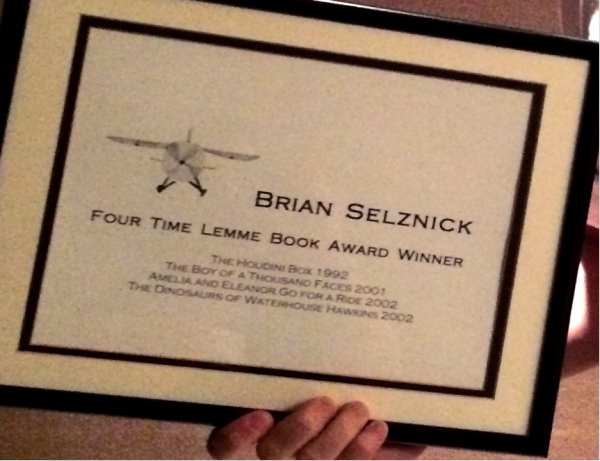 BRIAN SELZNICK
FOUR TIME LEMME BOOK AWARD WINNER
THE HOUDINI BOX 1992
THE BOY OF A THOUSAND FACES 2001
AMELIA AND ELEANOR GO FOR A RIDE 2002
THE DINOSAURS OF WATERHOUSE HAWKINS 2002